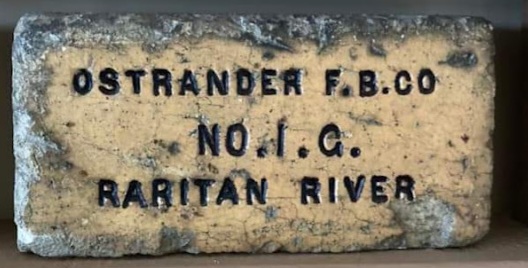 OSTRANDER F.B.CO
NO.1.G.
RARITAN RIVER